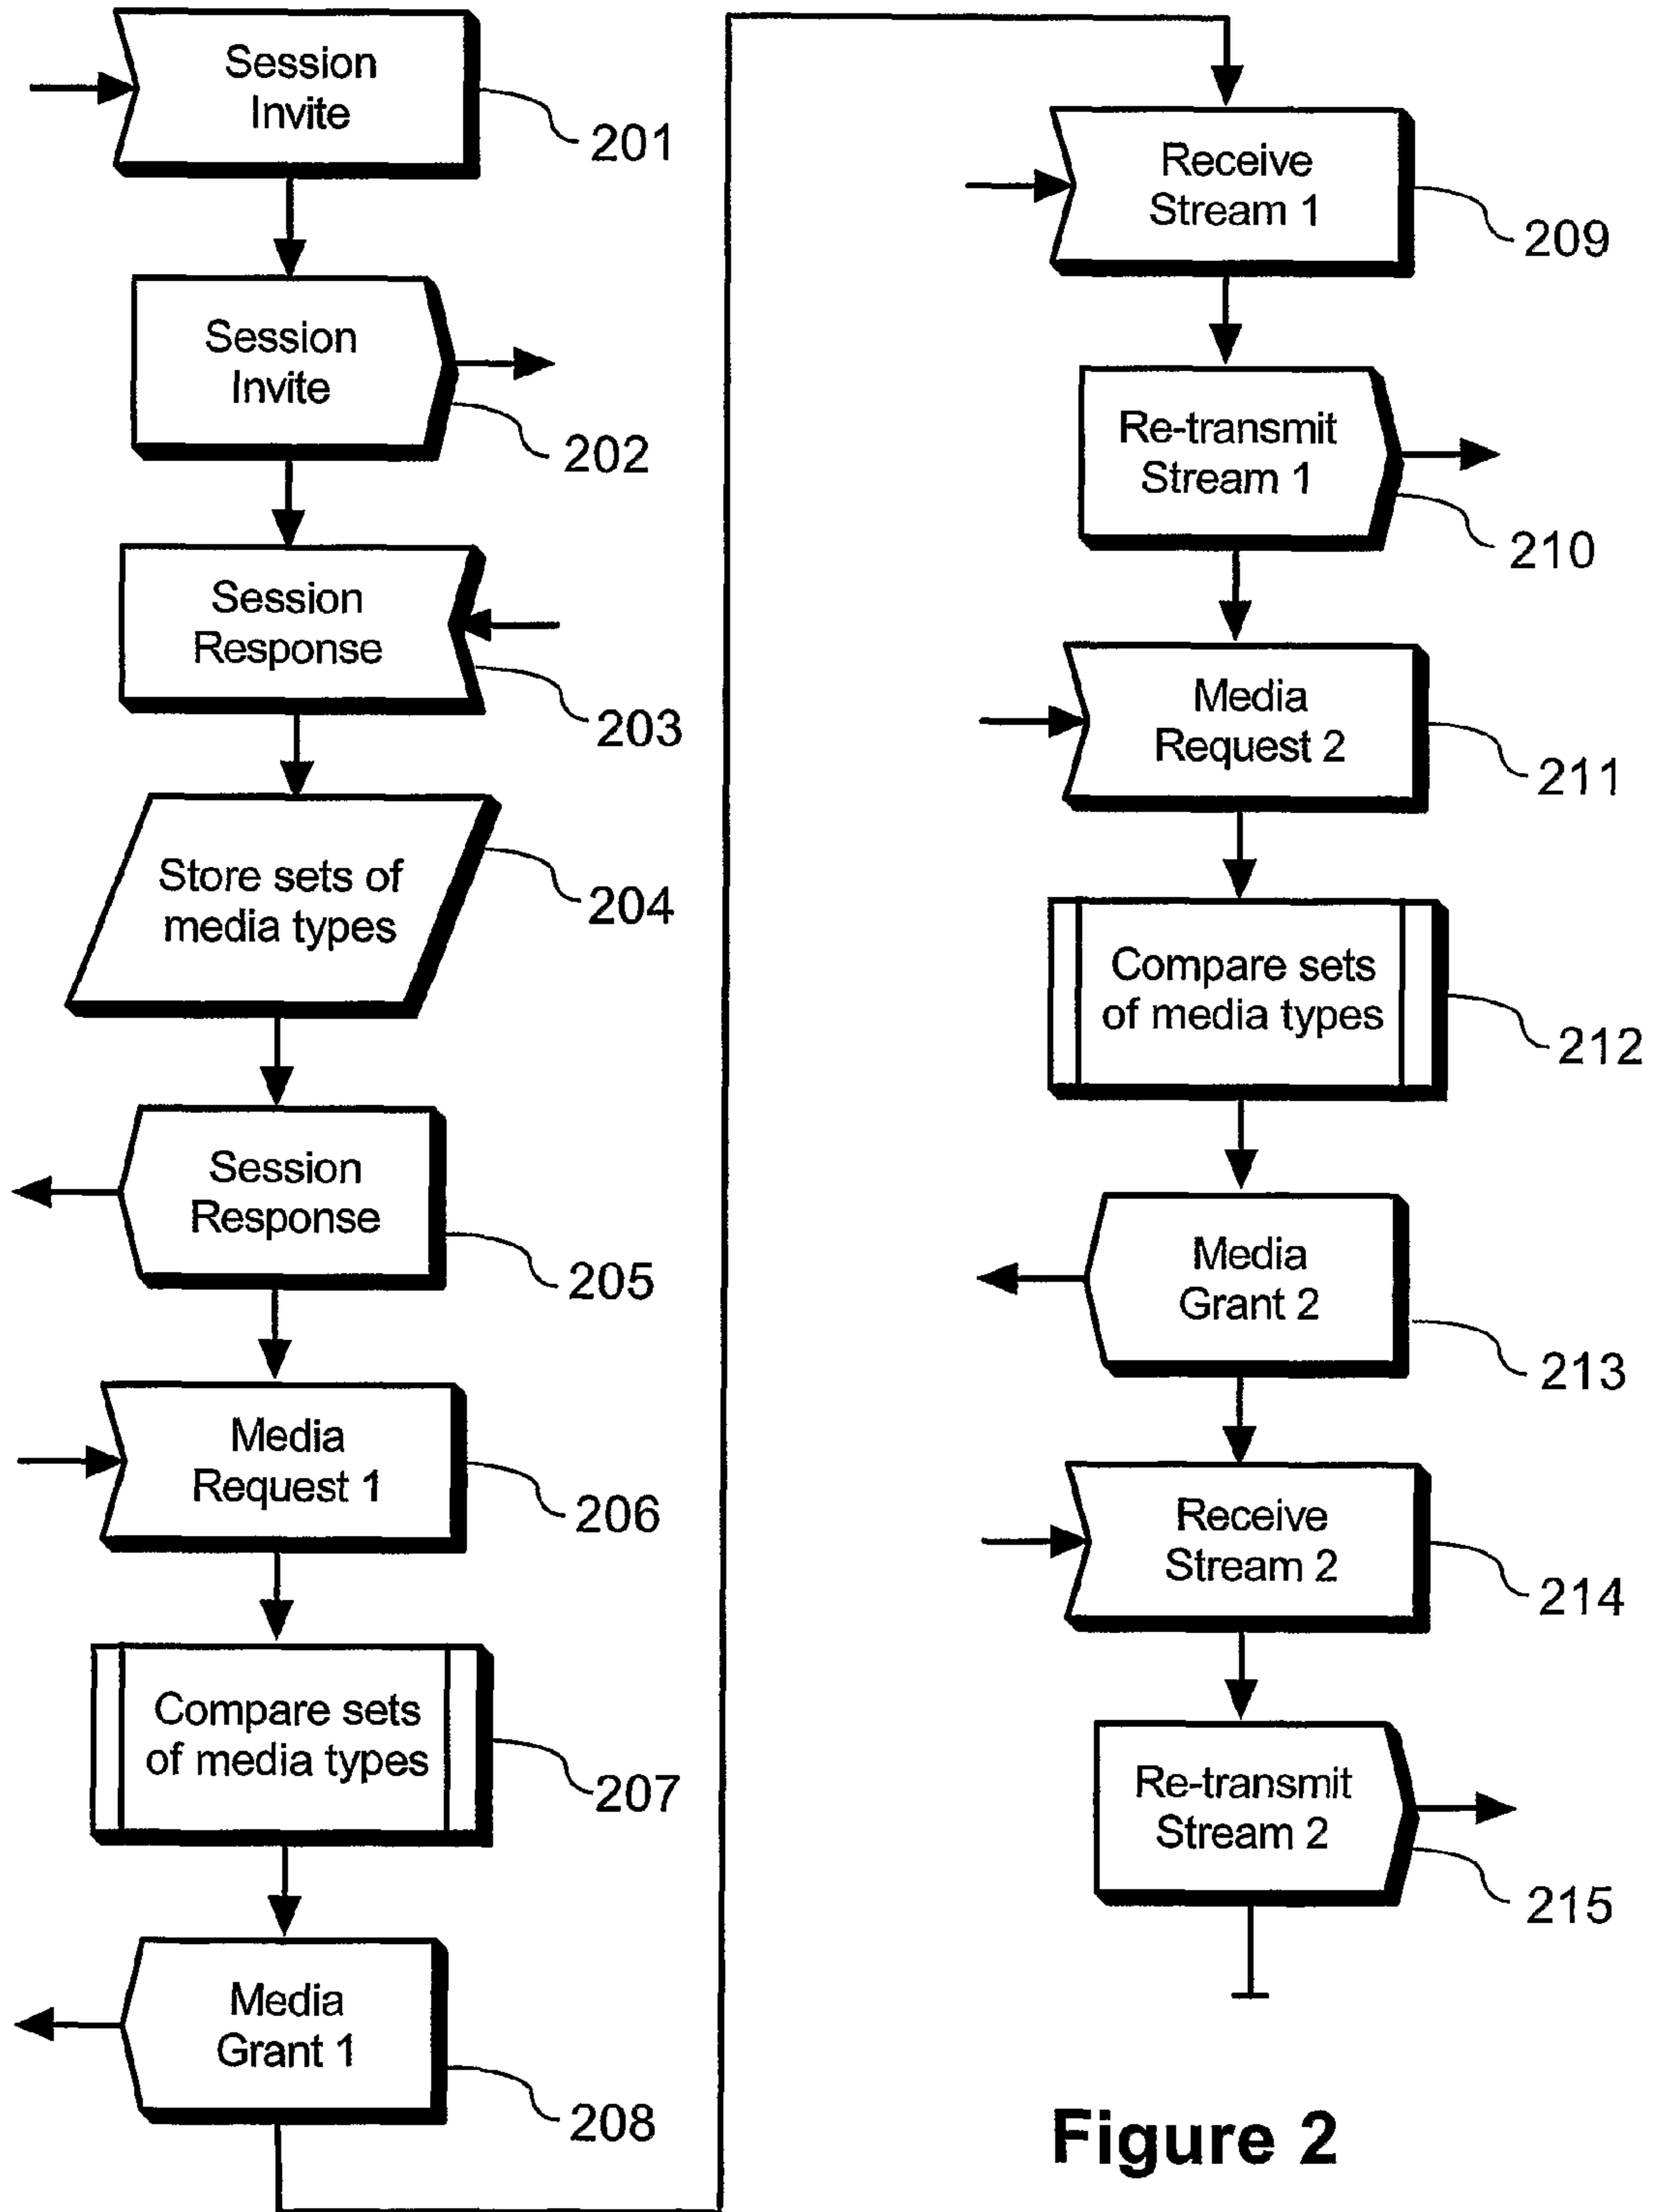 Session
Invite
201
Session
Invite
202
Session
Response
203
Store sets of
media types
204
Session
Response
205
Media
Request 1
206
Compare sets
of media types
207
Media
Grant 1
208
Receive
Stream 1
209
Re-transmit
Stream 1
210
Media
Request 2
211
Compare sets
of media types
212
Media
Grant 2
213
Receive
Stream 2
214
Re-transmit
Stream 2
215
Figure 2